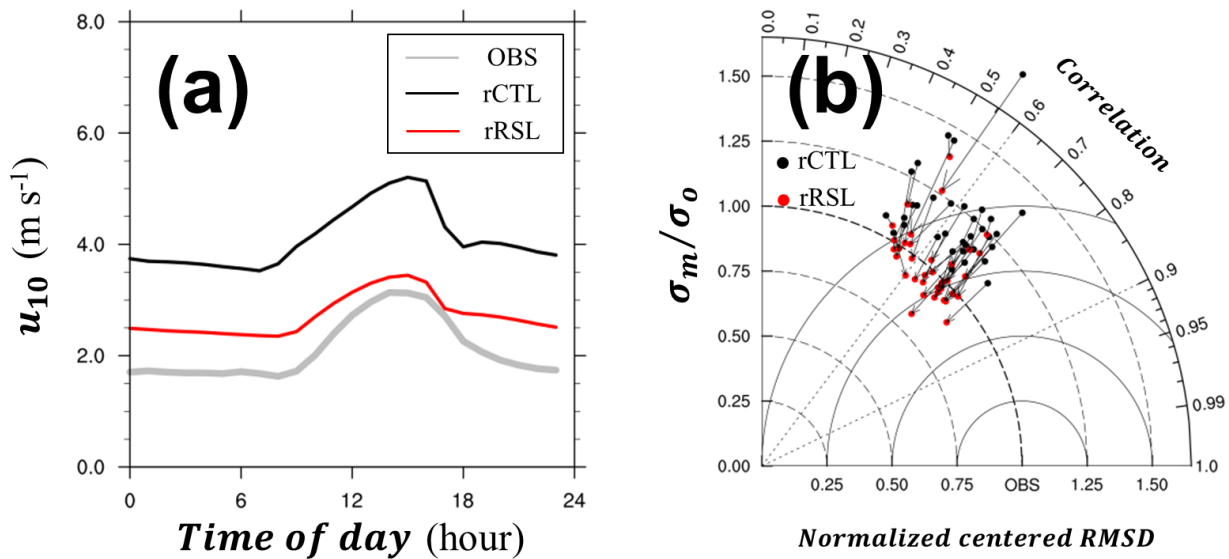 (a)
OBS
rCTL
rRSL
8.0
6.0
4.0
2.0
0.0
u10 (m s-1)
0
6
12
18
24
Time of day (hour)
(b)
rCTL
rRSL
σm/σo
1.50
1.25
1.00
0.75
0.50
0.25
0.00
0.25
0.50
0.75
OBS
1.25
1.50
Normalized centered RMSD
0.0
0.1
0.2
0.3
0.4
0.5
0.6
0.7
0.8
0.9
0.95
0.99
1.0
Correlation